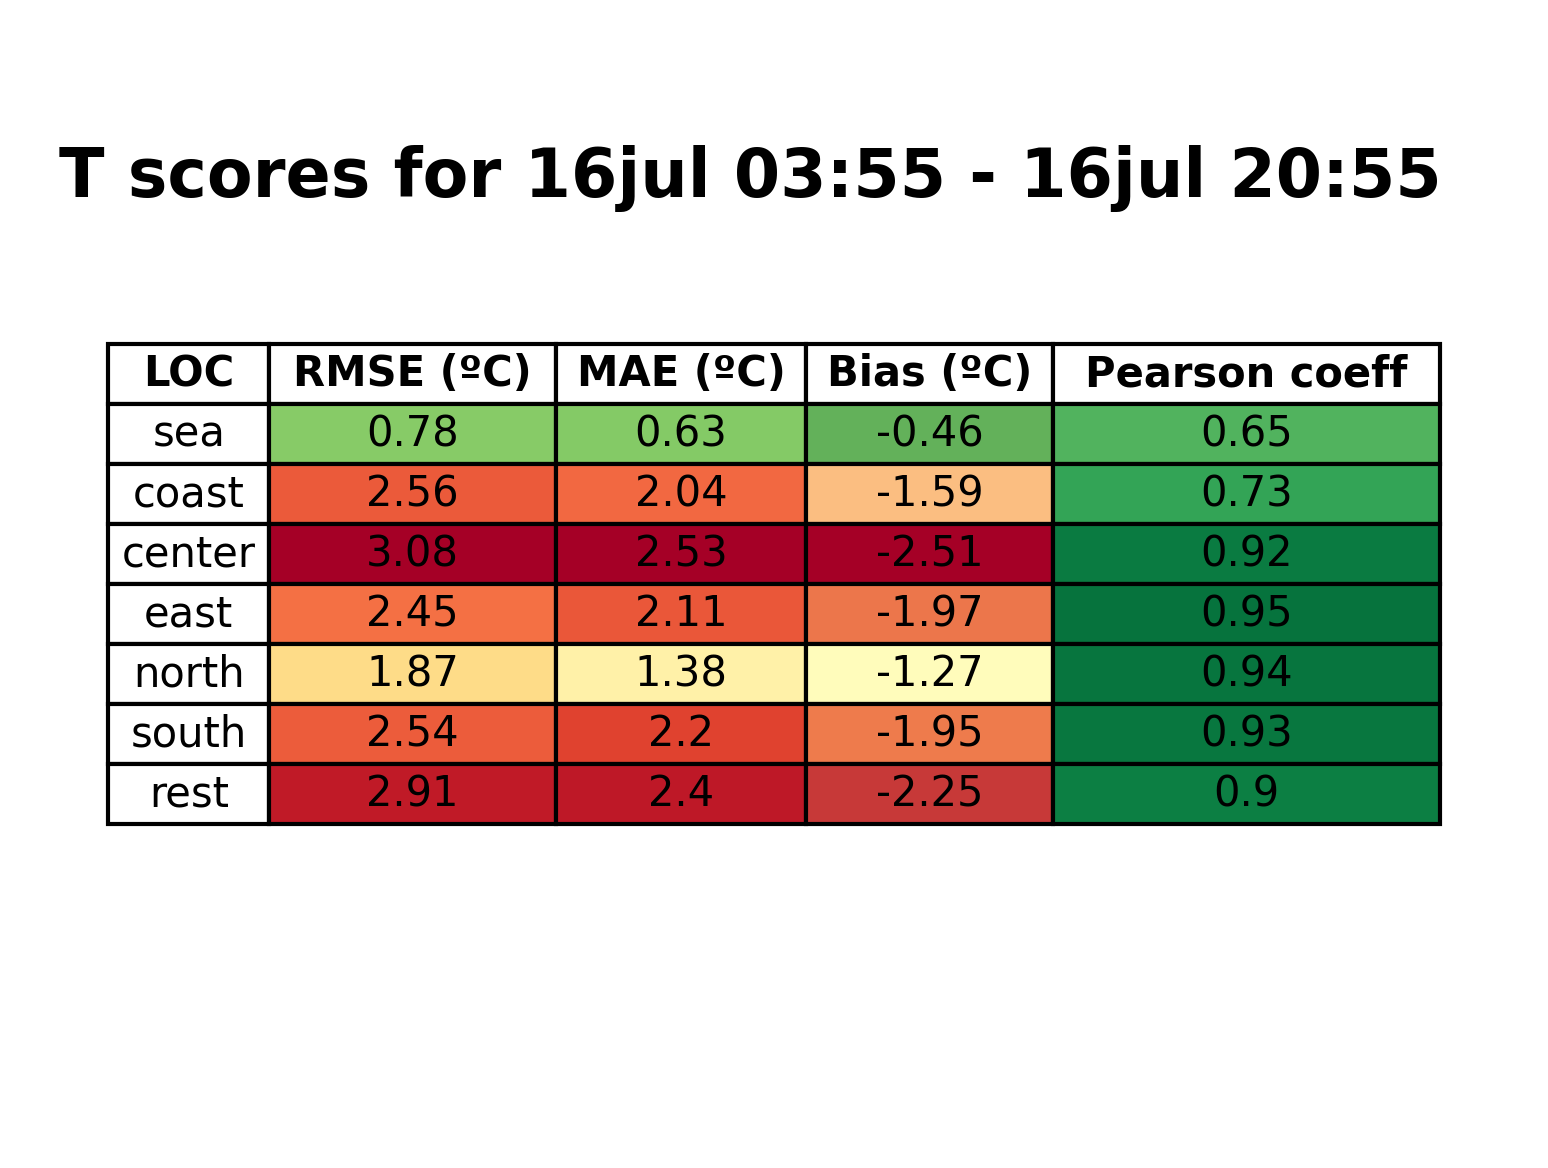 T scores for 16jul 03:55 - 16jul 20:55
LOC RMSE (ºC) MAE (ºC) Bias (ºC) Pearson coeff
sea 0.78 0.63 -0.46 0.65
coast 2.56 2.04 -1.59 0.73
center 3.08 2.53 -2.51 0.92
east 2.45 2.11 -1.97 0.95
north 1.87 1.38 -1.27 0.94
south 2.54 2.2 -1.95 0.93
rest 2.91 2.4 -2.25 0.9